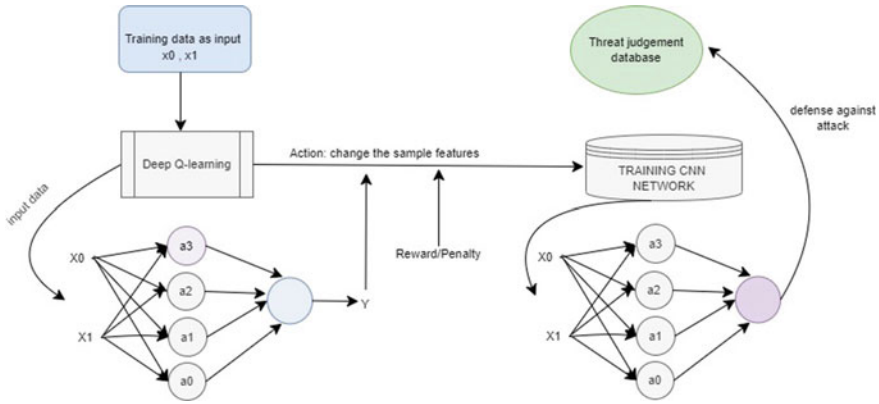 Training data as input
x0 , x1
Threat judgement
database
defense against
attack
Deep Q-learning
Action: change the sample features
TRAINING CNN
NETWORK
input data
Reward/Penalty
X0
X1
a3
a2
a1
a0
Y
X0
X1
a3
a2
a1
a0